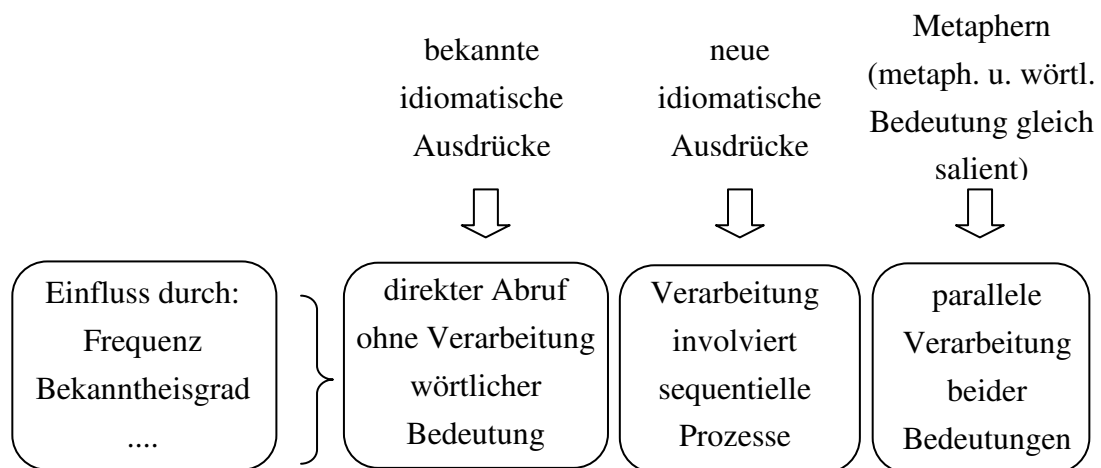 bekannte
idiomatische
Ausdrücke
neue
idiomatische
Ausdrücke
Metaphern
(metaph. u. wörtl.
Bedeutung gleich
salient)
Einfluss durch:
Frequenz
Bekanntheisgrad
....
direkter Abruf
ohne Verarbeitung
wörtlicher
Bedeutung
Verarbeitung
involviert
sequentielle
Prozesse
parallele
Verarbeitung
beider
Bedeutungen